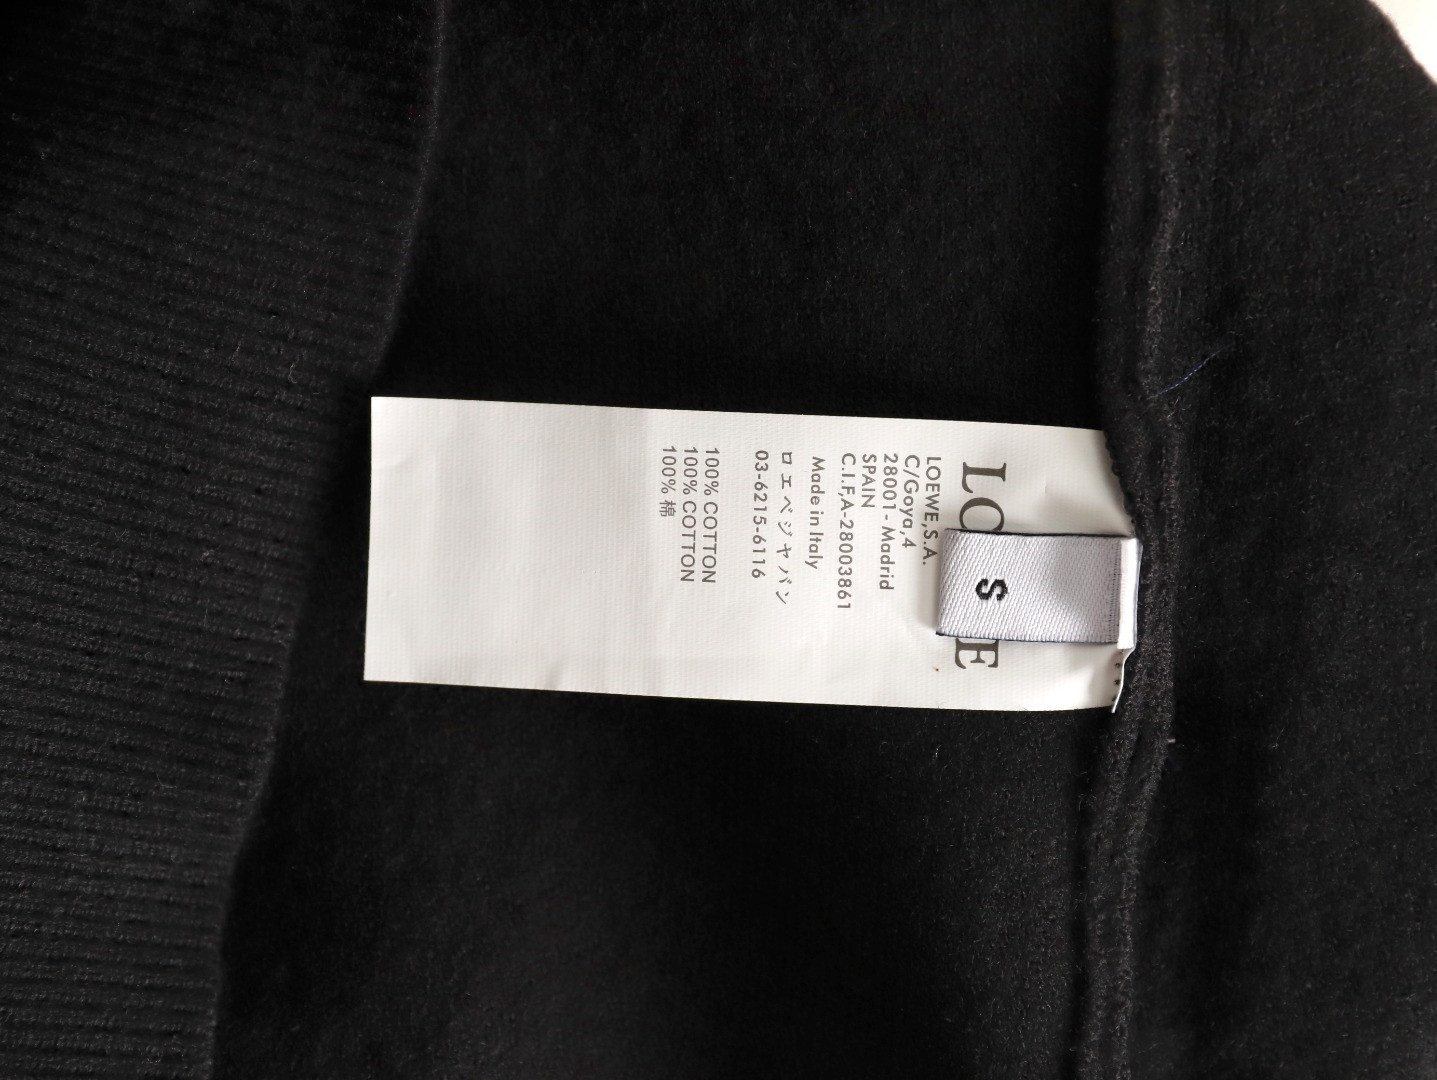 LO E
S
LOEWE,S.A.
C/Goya,4
28001- Madrid
SPAIN
C.I.F,A-28003861
Made in Italy
ロエベジャパン
03-6215-6116
100% COTTON
100% COTTON
100% 棉